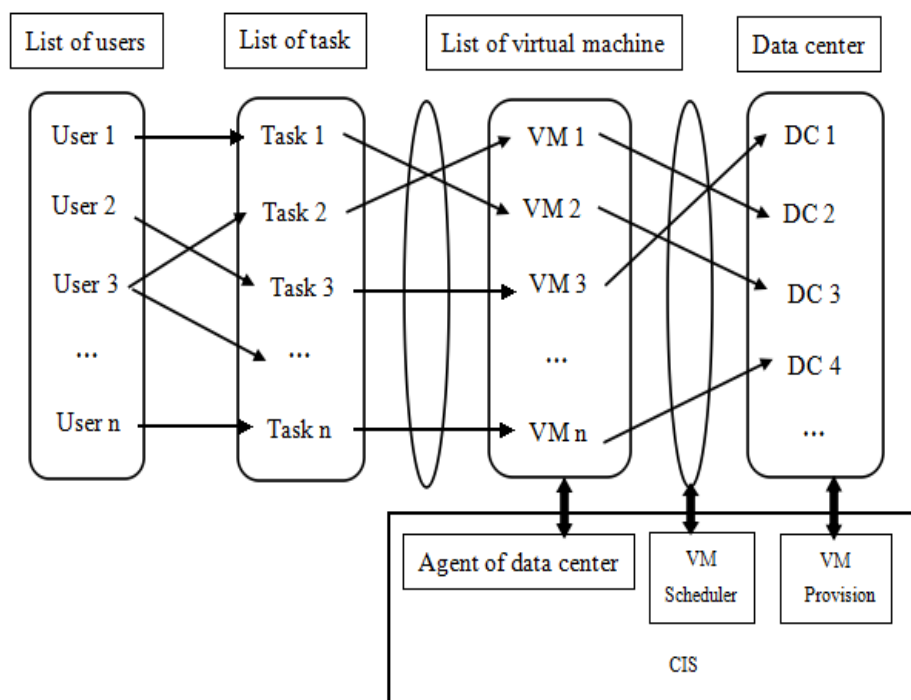 List of users
List of task
List of virtual machine
Data center
User 1
User 2
User 3
...
User n
Task 1
Task 2
Task 3
...
Task n
VM 1
VM 2
VM 3
...
VM n
DC 1
DC 2
DC 3
DC 4
...
Agent of data center
VM
Scheduler
VM
Provision
CIS